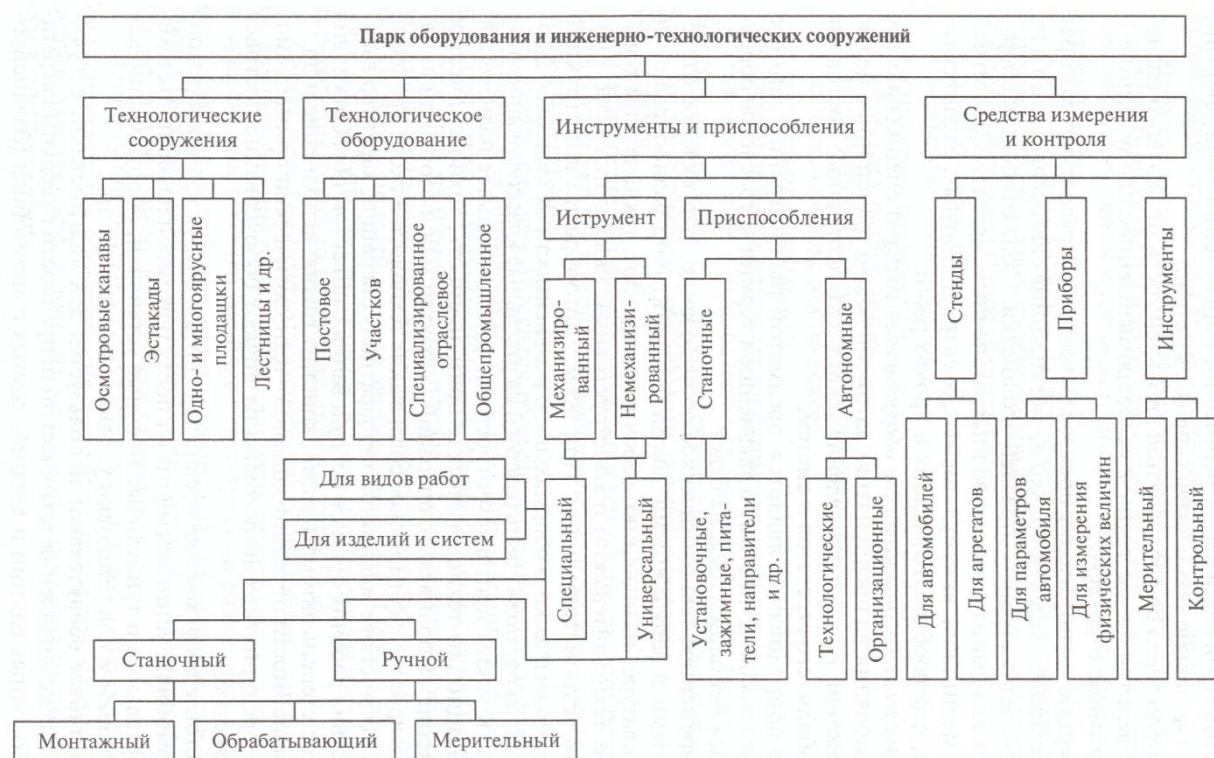 Парк оборудования и инженерно-технологических сооружений
Технологические
сооружения
Технологическое
оборудование
Инструменты и приспособления
Средства измерения
и контроля
Иструмент
Приспособления
Осмотровые канавы
Эстакады
Одно- и многоярусные
плодашки
Лестницы и др.
Постовое
Участков
Специализированное
отраслевое
Общепромышленное
Механизиро-
ванный
Немеханизи-
рованный
Станочные
Автономные
Стенды
Приборы
Инструменты
Для видов работ
Для изделий и систем
Специальный
Универсальный
Установочные,
зажимные, пита-
тели, направители
и др.
Технологические
Организационные
Для автомобилей
Для агрегатов
Для параметров
автомобиля
Для измерения
физических величин
Мерительный
Контрольный
Станочный
Ручной
Монтажный
Обрабатывающий
Мерительный